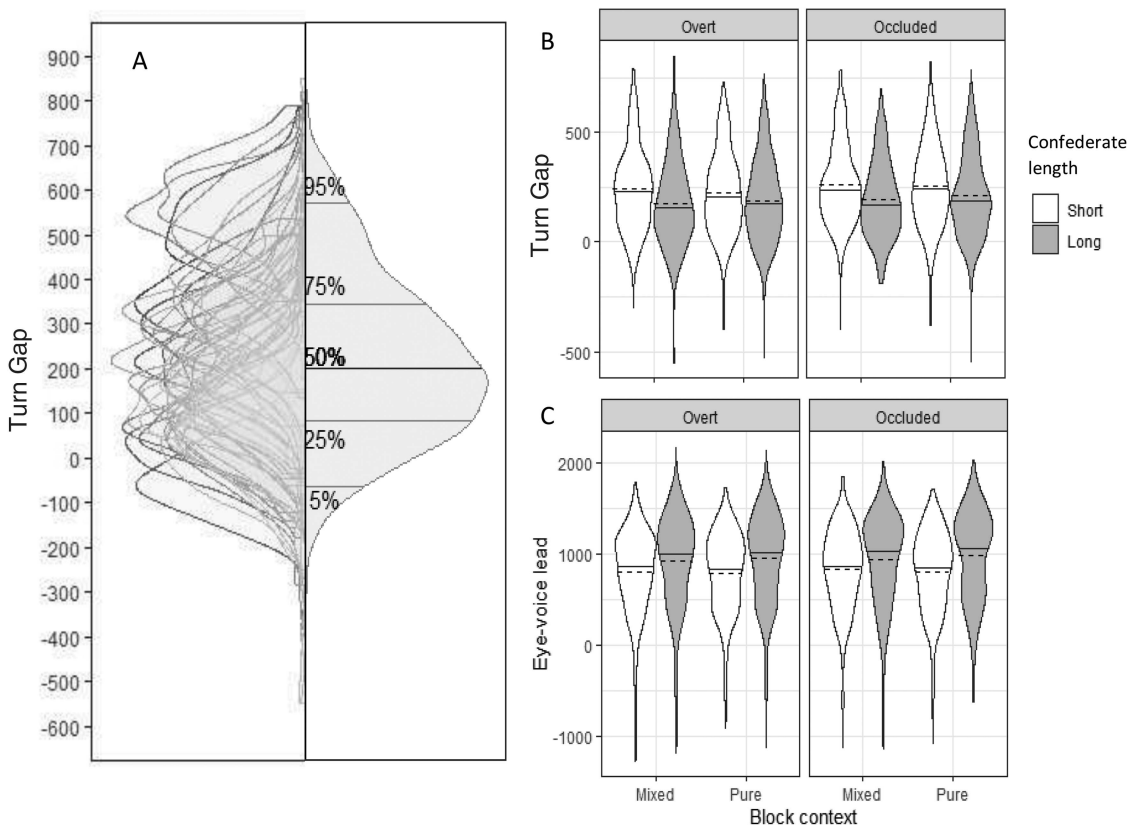 A
Turn Gap
900
800
700
600
500
400
300
200
100
0
-100
-200
-300
-400
-500
-600
95%
75%
50%
25%
5%
B
Overt
Occluded
Turn Gap
500
0
-500
Confederate
length
Short
Long
C
Overt
Occluded
Eye-voice lead
2000
1000
0
-1000
Mixed
Pure
Mixed
Pure
Block context